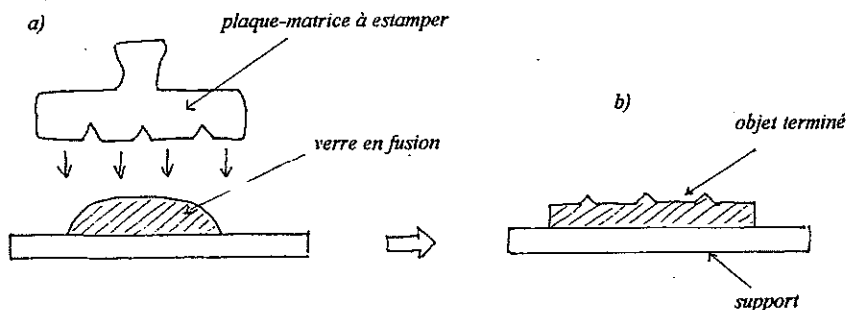 a)
plaque-matrice à estamper
verre en fusion
b)
objet terminé
support